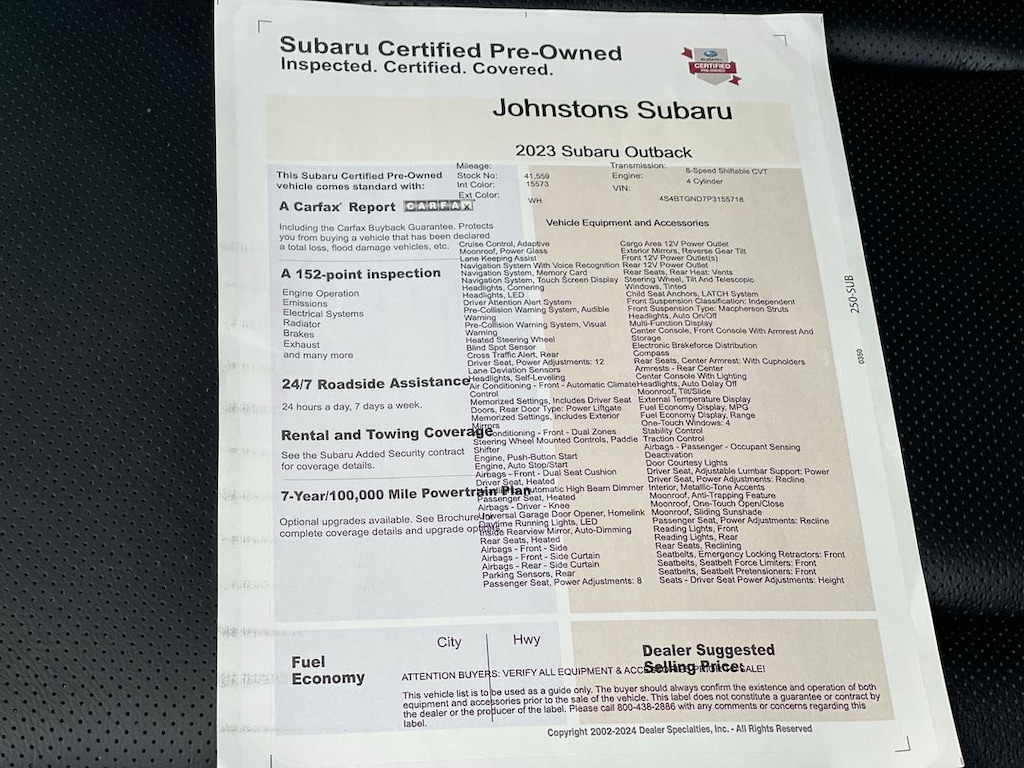 Subaru Certified Pre-Owned
Inspected. Certified. Covered.
SUBARU
CERTIFIED
PRE-OWNED
Johnstons Subaru
2023 Subaru Outback
This Subaru Certified Pre-Owned
vehicle comes standard with:
Mileage:
Stock No: 41,559
Int Color: 15573
Ext Color:
WH
Transmission: 8-Speed Shiftable CVT
Engine: 4 Cylinder
VIN: 4S4BTGND7P3155718
A Carfax Report CARFAX
Including the Carfax Buyback Guarantee. Protects
you from buying a vehicle that has been declared
a total loss, flood damage vehicles, etc.
A 152-point inspection
Engine Operation
Emissions
Electrical Systems
Radiator
Brakes
Exhaust
and many more
24/7 Roadside Assistance
24 hours a day, 7 days a week.
Rental and Towing Coverage
See the Subaru Added Security contract
for coverage details.
7-Year/100,000 Mile Powertrain Plan
Optional upgrades available. See Brochure for
complete coverage details and upgrade options.
Vehicle Equipment and Accessories
Cruise Control, Adaptive
Moonroof, Power Glass
Lane Keeping Assist
Navigation System With Voice Recognition
Navigation System, Memory Card
Navigation System, Touch Screen Display
Headlights, Cornering
Headlights, LED
Driver Attention Alert System
Pre-Collision Warning System, Audible
Warning
Pre-Collision Warning System, Visual
Warning
Heated Steering Wheel
Blind Spot Sensor
Cross Traffic Alert, Rear
Driver Seat, Power Adjustments: 12
Lane Deviation Sensors
Headlights, Self-Leveling
Air Conditioning - Front - Automatic Climate
Control
Memorized Settings, Includes Driver Seat
Doors, Rear Door Type: Power Liftgate
Memorized Settings, Includes Exterior
Mirrors
Air Conditioning - Front - Dual Zones
Steering Wheel Mounted Controls, Paddle
Shifter
Engine, Push-Button Start
Engine, Auto Stop/Start
Airbags - Front - Dual Seat Cushion
Driver Seat, Heated
Headlights, Automatic High Beam Dimmer
Passenger Seat, Heated
Airbags - Driver - Knee
Universal Garage Door Opener, Homelink
Daytime Running Lights, LED
Inside Rearview Mirror, Auto-Dimming
Rear Seats, Heated
Airbags - Front - Side
Airbags - Front - Side Curtain
Airbags - Rear - Side Curtain
Parking Sensors, Rear
Passenger Seat, Power Adjustments: 8
Cargo Area 12V Power Outlet
Exterior Mirrors, Reverse Gear Tilt
Front 12V Power Outlet(s)
Rear 12V Power Outlet
Rear Seats, Rear Heat: Vents
Steering Wheel, Tilt And Telescopic
Windows, Tinted
Child Seat Anchors, LATCH System
Front Suspension Classification: Independent
Front Suspension Type: Macpherson Struts
Headlights, Auto On/Off
Multi-Function Display
Center Console, Front Console With Armrest And
Storage
Electronic Brakeforce Distribution
Compass
Rear Seats, Center Armrest: With Cupholders
Armrests - Rear Center
Center Console With Lighting
Headlights, Auto Delay Off
Moonroof, Tilt/Slide
External Temperature Display
Fuel Economy Display, MPG
Fuel Economy Display, Range
One-Touch Windows: 4
Stability Control
Traction Control
Airbags - Passenger - Occupant Sensing
Deactivation
Door Courtesy Lights
Driver Seat, Adjustable Lumbar Support: Power
Driver Seat, Power Adjustments: Recline
Interior, Metallic-Tone Accents
Moonroof, Anti-Trapping Feature
Moonroof, One-Touch Open/Close
Moonroof, Sliding Sunshade
Passenger Seat, Power Adjustments: Recline
Reading Lights, Front
Reading Lights, Rear
Rear Seats, Reclining
Seatbelts, Emergency Locking Retractors: Front
Seatbelts, Seatbelt Force Limiters: Front
Seatbelts, Seatbelt Pretensioners: Front
Seats - Driver Seat Power Adjustments: Height
250-SUB
0350
Fuel
Economy
City
Hwy
Dealer Suggested
Selling Price:
ATTENTION BUYERS: VERIFY ALL EQUIPMENT & ACCESSORIES PRIOR TO SALE!
This vehicle list is to be used as a guide only. The buyer should always confirm the existence and operation of both
equipment and accessories prior to the sale of the vehicle. This label does not constitute a guarantee or contract by
the dealer or the producer of the label. Please call 800-438-2886 with any comments or concerns regarding this
label.
Copyright 2002-2024 Dealer Specialties, Inc. - All Rights Reserved